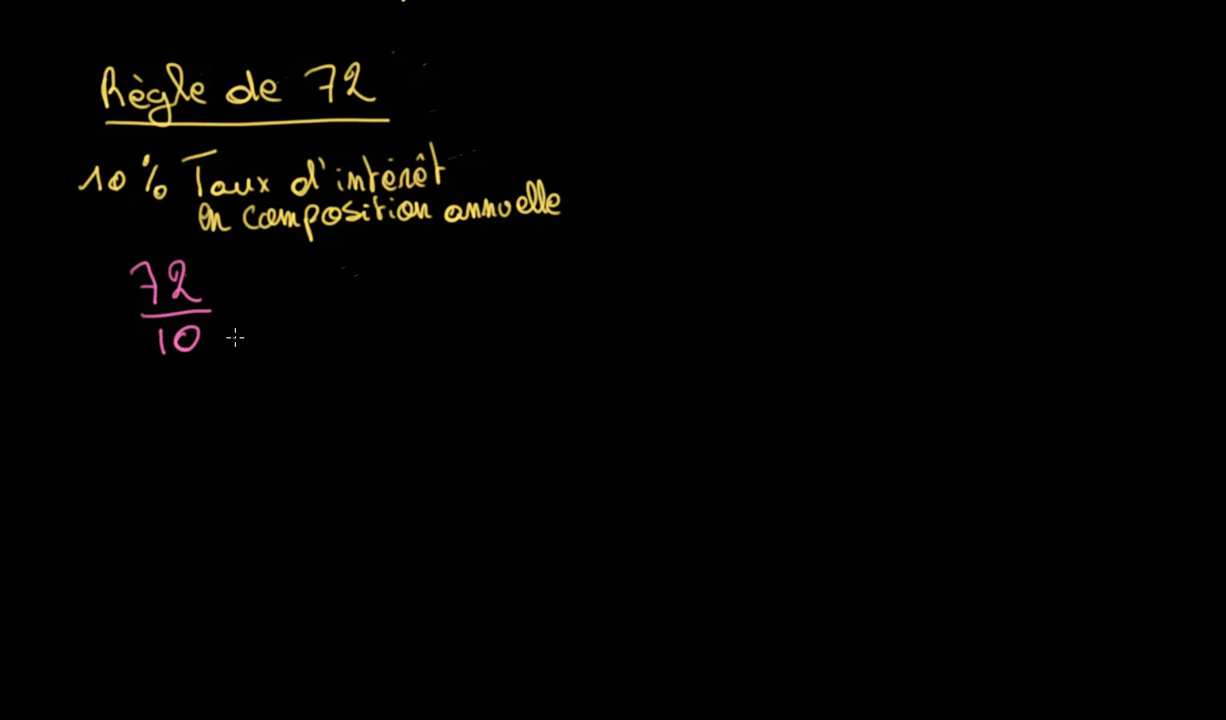 Règle de 72
10% Taux d'intérêt
en composition annuelle
72
10